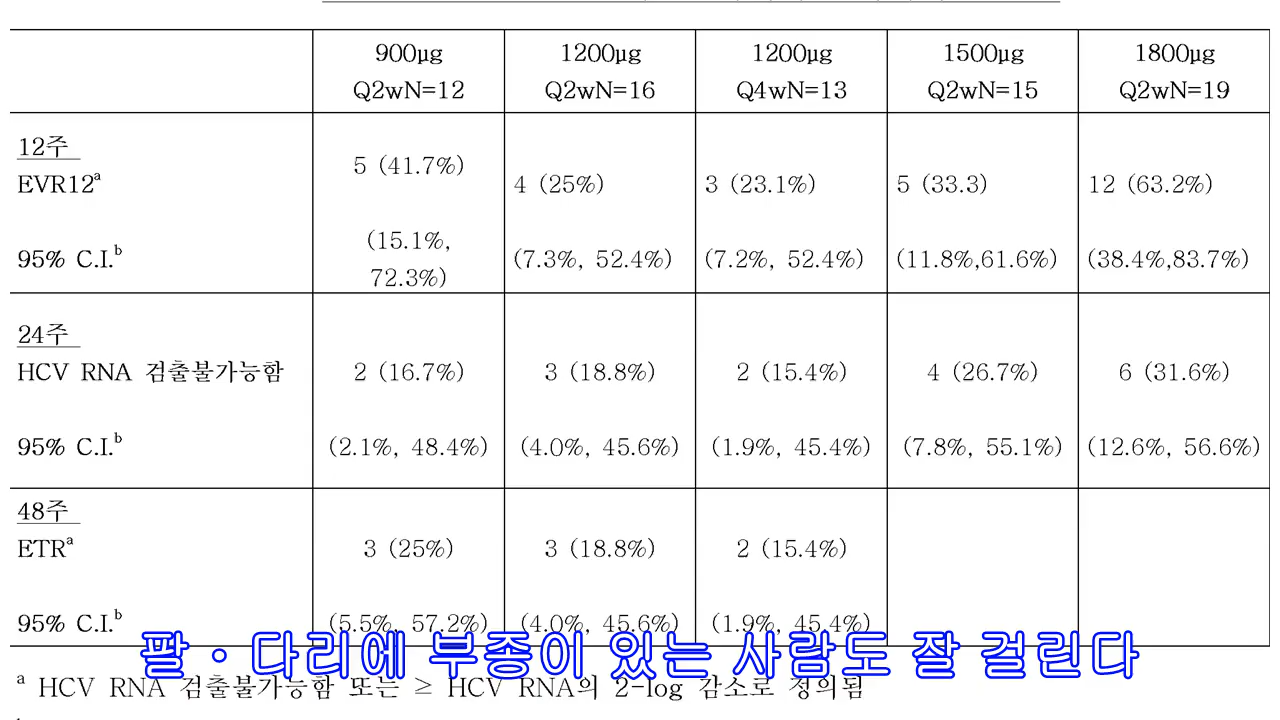 900μg 1200μg 1200μg 1500μg 1800μg
Q2wN=12 Q2wN=16 Q4wN=13 Q2wN=15 Q2wN=19
12주
5 (41.7%)
EVR12a 4 (25%) 3 (23.1%) 5 (33.3) 12 (63.2%)
(15.1%,
95% C.I.b (7.3%, 52.4%) (7.2%, 52.4%) (11.8%,61.6%) (38.4%,83.7%)
72.3%)
24주
HCV RNA 검출불가능함 2 (16.7%) 3 (18.8%) 2 (15.4%) 4 (26.7%) 6 (31.6%)
95% C.I.b (2.1%, 48.4%) (4.0%, 45.6%) (1.9%, 45.4%) (7.8%, 55.1%) (12.6%, 56.6%)
48주
ETRa 3 (25%) 3 (18.8%) 2 (15.4%)
95% C.I.b (5.5%, 57.2%) (4.0%, 45.6%) (1.9%, 45.4%)
팔·다리에 부종이 있는 사람도 잘 걸린다
a HCV RNA 검출불가능함 또는 ≥ HCV RNA의 2-log 감소로 정의됨